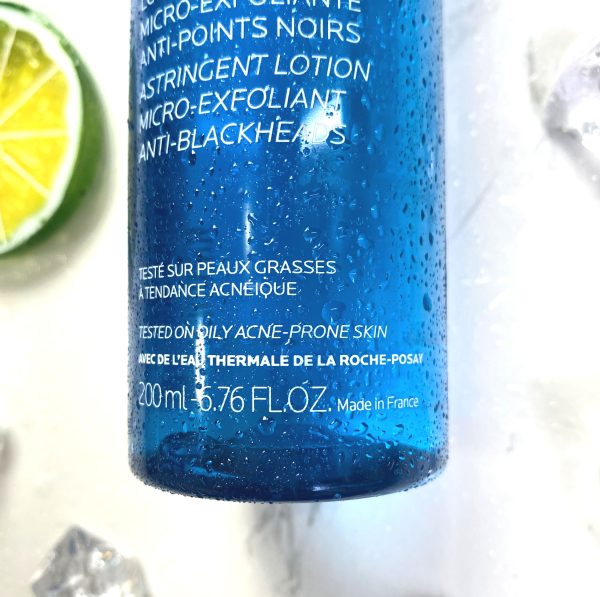 MICRO-EXFOLIANTE
ANTI-POINTS NOIRS
ASTRINGENT LOTION
MICRO-EXFOLIANT
ANTI-BLACKHEADS
TESTÉ SUR PEAUX GRASSES
À TENDANCE ACNÉIQUE
TESTED ON OILY ACNE-PRONE SKIN
AVEC DE L'EAU THERMALE DE LA ROCHE-POSAY
200 ml - 6.76 FL.OZ. Made in France